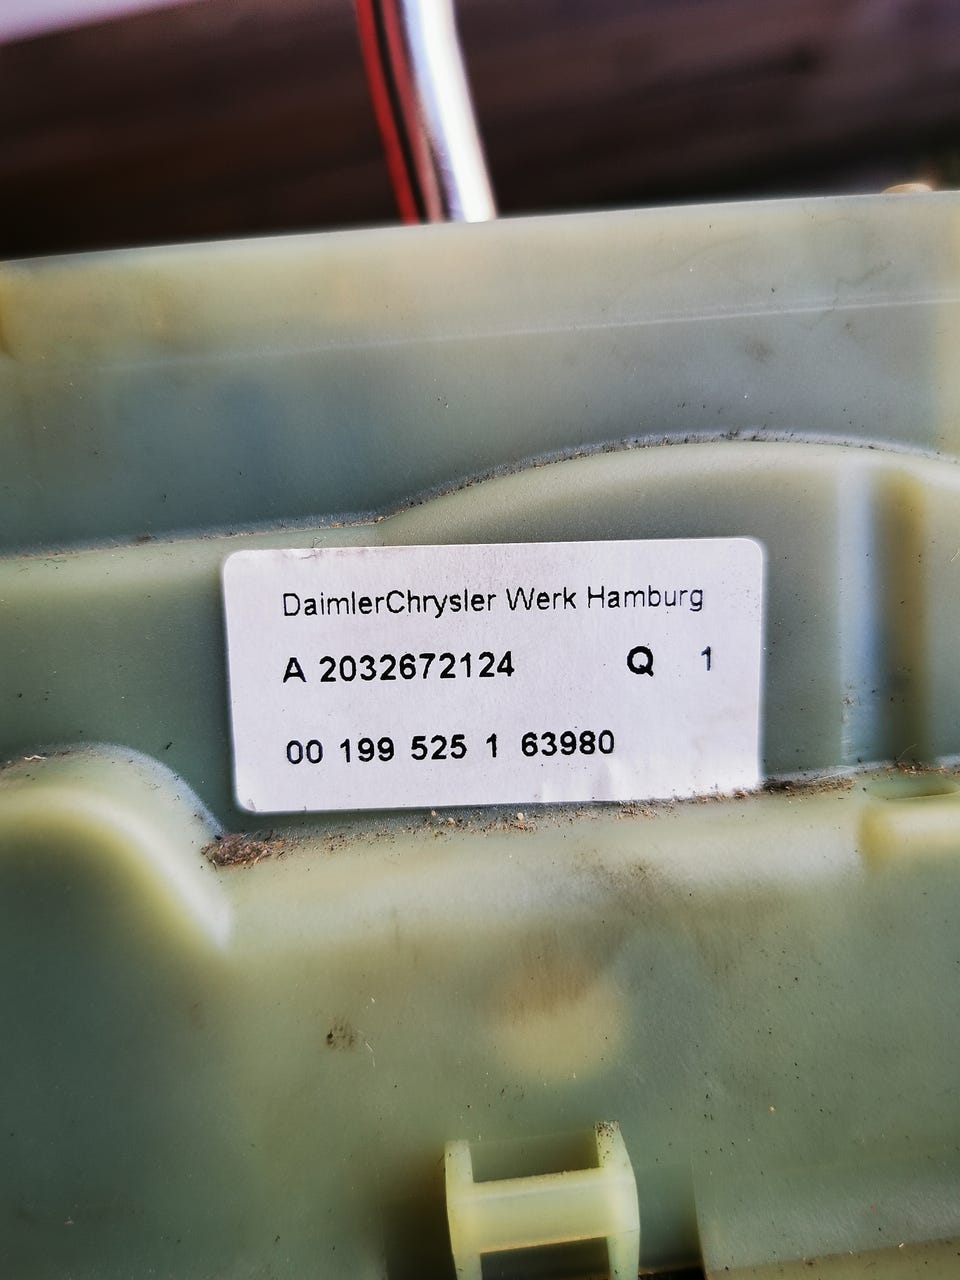 DaimlerChrysler Werk Hamburg
A 2032672124 Q 1
00 199 525 1 63980